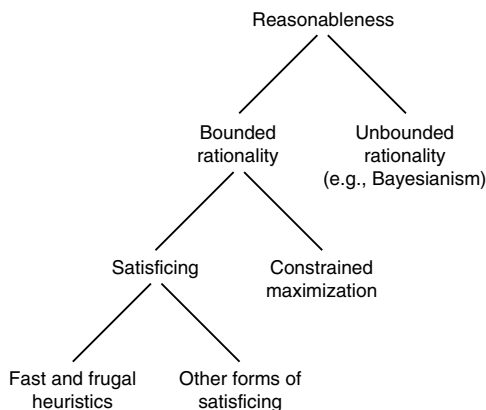 Reasonableness
Bounded
rationality
Unbounded
rationality
(e.g., Bayesianism)
Satisficing
Constrained
maximization
Fast and frugal
heuristics
Other forms of
satisficing